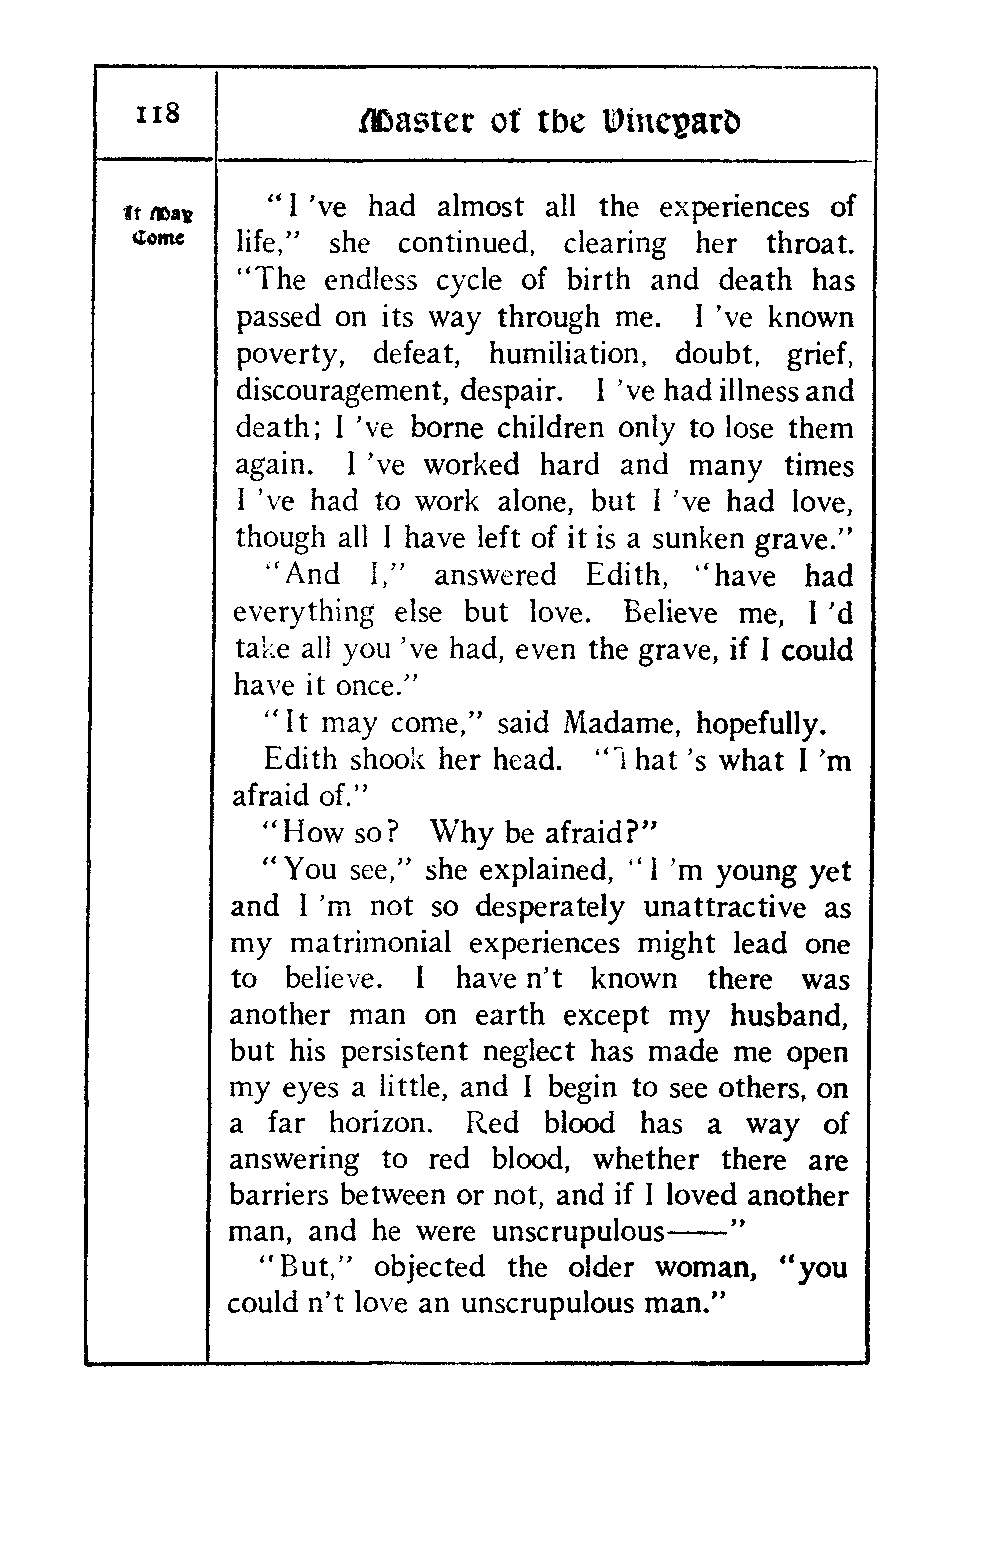 118
Master of the Vineyard
It May
Come
"I 've had almost all the experiences of
life," she continued, clearing her throat.
"The endless cycle of birth and death has
passed on its way through me. I 've known
poverty, defeat, humiliation, doubt, grief,
discouragement, despair. I 've had illness and
death; I 've borne children only to lose them
again. I 've worked hard and many times
I 've had to work alone, but I 've had love,
though all I have left of it is a sunken grave."
"And I," answered Edith, "have had
everything else but love. Believe me, I 'd
take all you 've had, even the grave, if I could
have it once."
"It may come," said Madame, hopefully.
Edith shook her head. "That 's what I 'm
afraid of."
"How so? Why be afraid?"
"You see," she explained, "I 'm young yet
and I 'm not so desperately unattractive as
my matrimonial experiences might lead one
to believe. I have n't known there was
another man on earth except my husband,
but his persistent neglect has made me open
my eyes a little, and I begin to see others, on
a far horizon. Red blood has a way of
answering to red blood, whether there are
barriers between or not, and if I loved another
man, and he were unscrupulous——"
"But," objected the older woman, "you
could n't love an unscrupulous man."